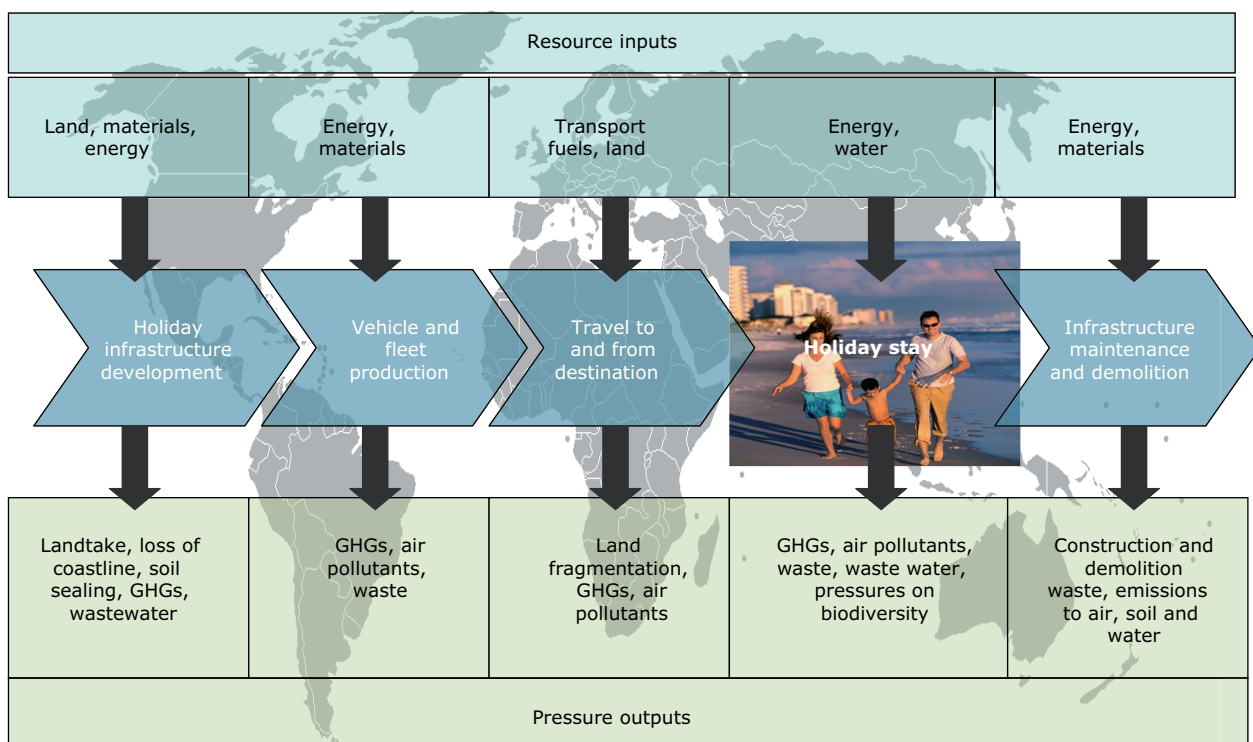 Resource inputs
Land, materials,
energy
Energy,
materials
Transport
fuels, land
Energy,
water
Energy,
materials
Holiday
infrastructure
development
Vehicle and
fleet
production
Travel to
and from
destination
Holiday stay
Infrastructure
maintenance
and demolition
Landtake, loss of
coastline, soil
sealing, GHGs,
wastewater
GHGs, air
pollutants,
waste
Land
fragmentation,
GHGs, air
pollutants
GHGs, air pollutants,
waste, waste water,
pressures on
biodiversity
Construction and
demolition
waste, emissions
to air, soil and
water
Pressure outputs